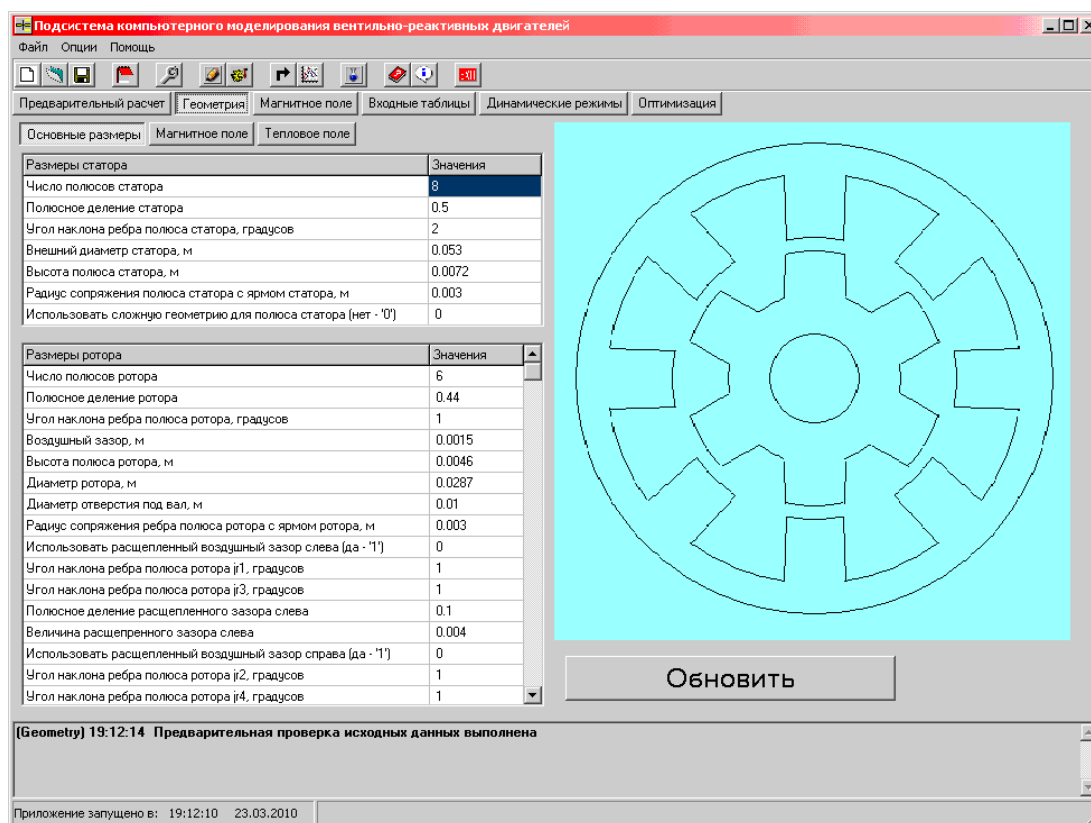 Подсистема компьютерного моделирования вентильно-реактивных двигателей
Файл Опции Помощь
EXIT
Предварительный расчет Геометрия Магнитное поле Входные таблицы Динамические режимы Оптимизация
Основные размеры Магнитное поле Тепловое поле
Размеры статора Значения
Число полюсов статора 8
Полюсное деление статора 0.5
Угол наклона ребра полюса статора, градусов 2
Внешний диаметр статора, м 0.053
Высота полюса статора, м 0.0072
Радиус сопряжения полюса статора с ярмом статора, м 0.003
Использовать сложную геометрию для полюса статора (нет - '0') 0
Размеры ротора Значения
Число полюсов ротора 6
Полюсное деление ротора 0.44
Угол наклона ребра полюса ротора, градусов 1
Воздушный зазор, м 0.0015
Высота полюса ротора, м 0.0046
Диаметр ротора, м 0.0287
Диаметр отверстия под вал, м 0.01
Радиус сопряжения ребра полюса ротора с ярмом ротора, м 0.003
Использовать расщепленный воздушный зазор слева (да - '1') 0
Угол наклона ребра полюса ротора jr1, градусов 1
Угол наклона ребра полюса ротора jr3, градусов 1
Полюсное деление расщепленного зазора слева 0.1
Величина расщепренного зазора слева 0.004
Использовать расщепленный воздушный зазор справа (да - '1') 0
Угол наклона ребра полюса ротора jr2, градусов 1
Угол наклона ребра полюса ротора jr4, градусов 1
Обновить
(Geometry) 19:12:14 Предварительная проверка исходных данных выполнена
Приложение запущено в: 19:12:10 23.03.2010